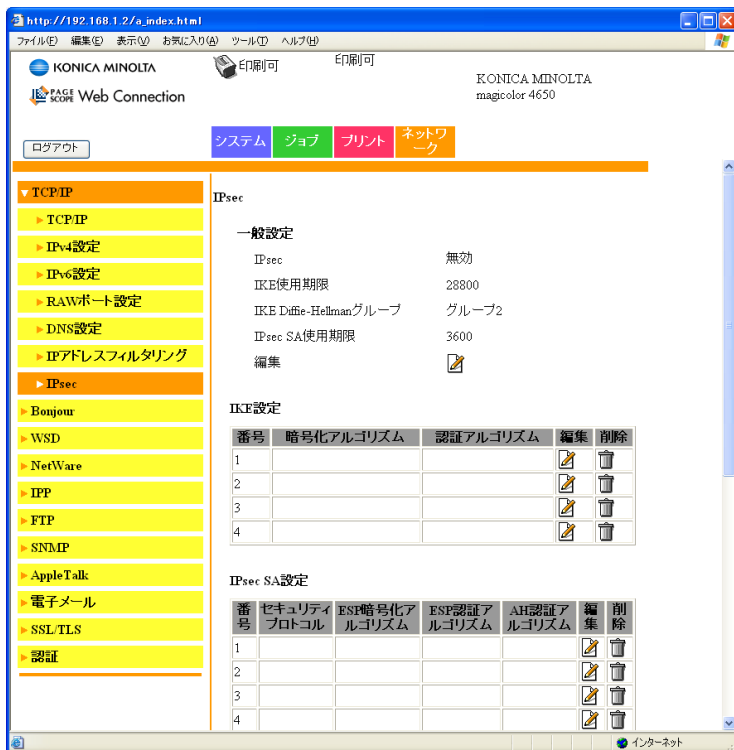 http://192.168.1.2/a_index.html
ファイル(F) 編集(E) 表示(V) お気に入り(A) ツール(T) ヘルプ(H)
KONICA MINOLTA
印刷可
印刷可
KONICA MINOLTA
magicolor 4650
PAGE SCOPE Web Connection
ログアウト
システム
ジョブ
プリント
ネットワ
ーク
TCP/IP
TCP/IP
IPv4設定
IPv6設定
RAWポート設定
DNS設定
IPアドレスフィルタリング
IPsec
Bonjour
WSD
NetWare
IPP
FTP
SNMP
AppleTalk
電子メール
SSL/TLS
認証
IPsec
一般設定
IPsec 無効
IKE使用期限 28800
IKE Diffie-Hellmanグループ グループ2
IPsec SA使用期限 3600
編集
IKE設定
番号 暗号化アルゴリズム 認証アルゴリズム 編集 削除
1
2
3
4
IPsec SA設定
番号 セキュリティプロトコル ESP暗号化アルゴリズム ESP認証アルゴリズム AH認証アルゴリズム 編集 削除
1
2
3
4
インターネット